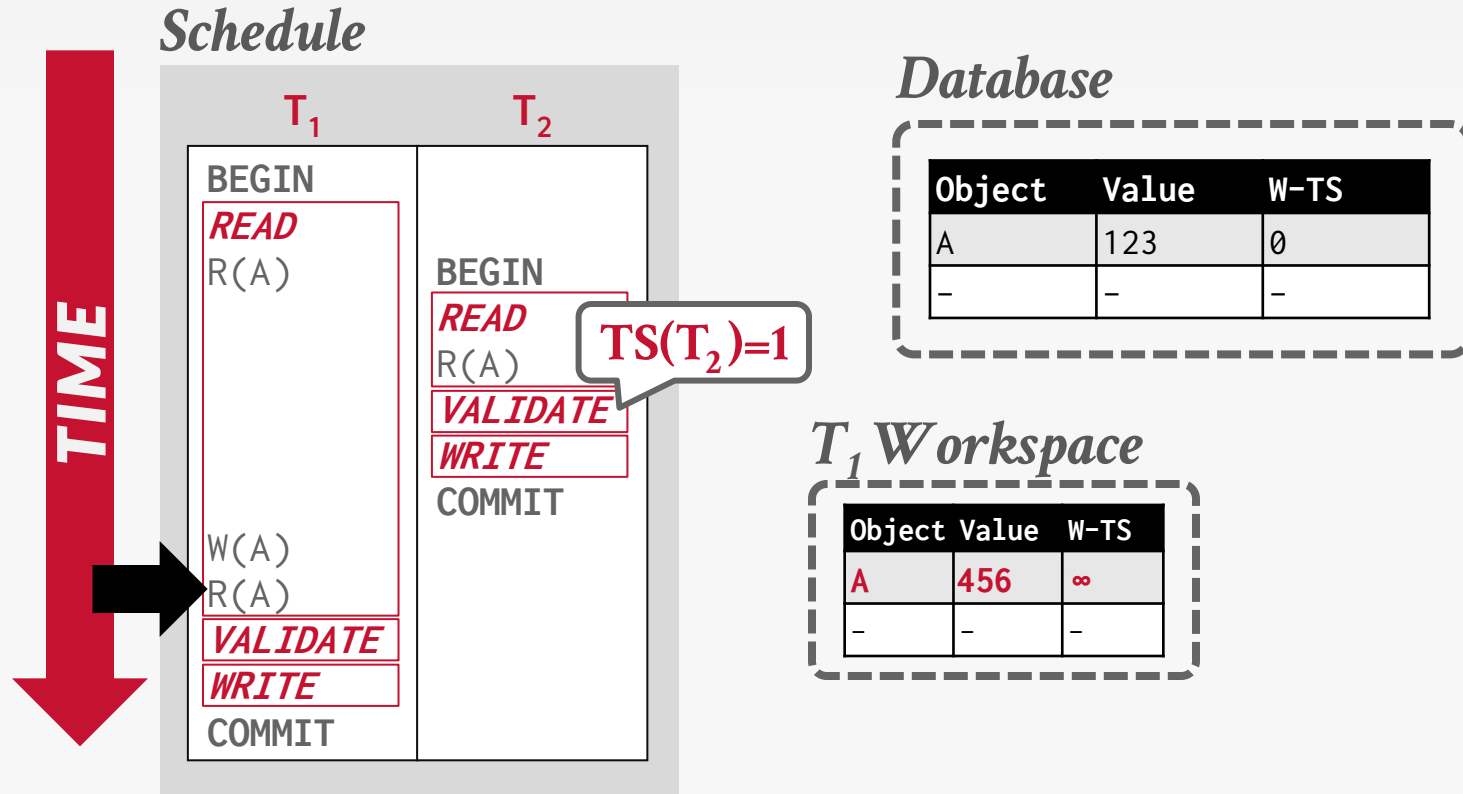 Schedule
TIME
T1 T2
BEGIN
READ
R(A) BEGIN
READ
R(A)
TS(T2)=1
VALIDATE
WRITE
COMMIT
W(A)
R(A)
VALIDATE
WRITE
COMMIT
Database
Object Value W-TS
A 123 0
- - -
T1 Workspace
Object Value W-TS
A 456 ∞
- - -